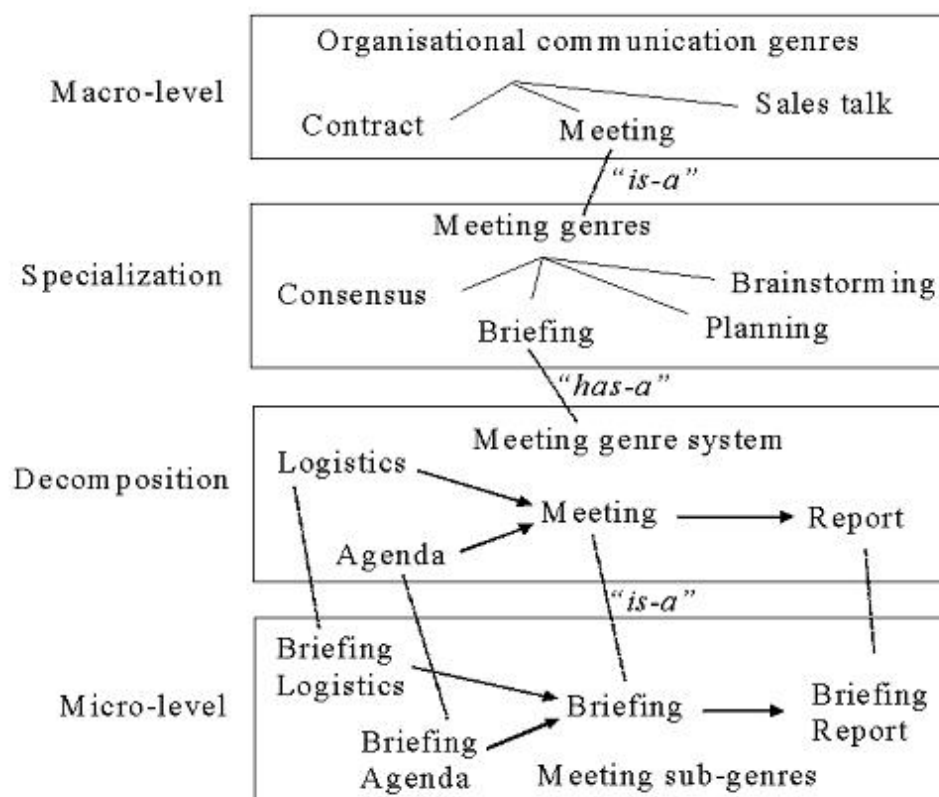 Organisational communication genres
Macro-level
Sales talk
Contract
Meeting
“is-a”
Meeting genres
Specialization
Consensus
Brainstorming
Briefing
Planning
“has-a”
Meeting genre system
Logistics
Decomposition
Meeting
Report
Agenda
“is-a”
Briefing
Logistics
Micro-level
Briefing
Briefing
Report
Briefing
Agenda
Meeting sub-genres